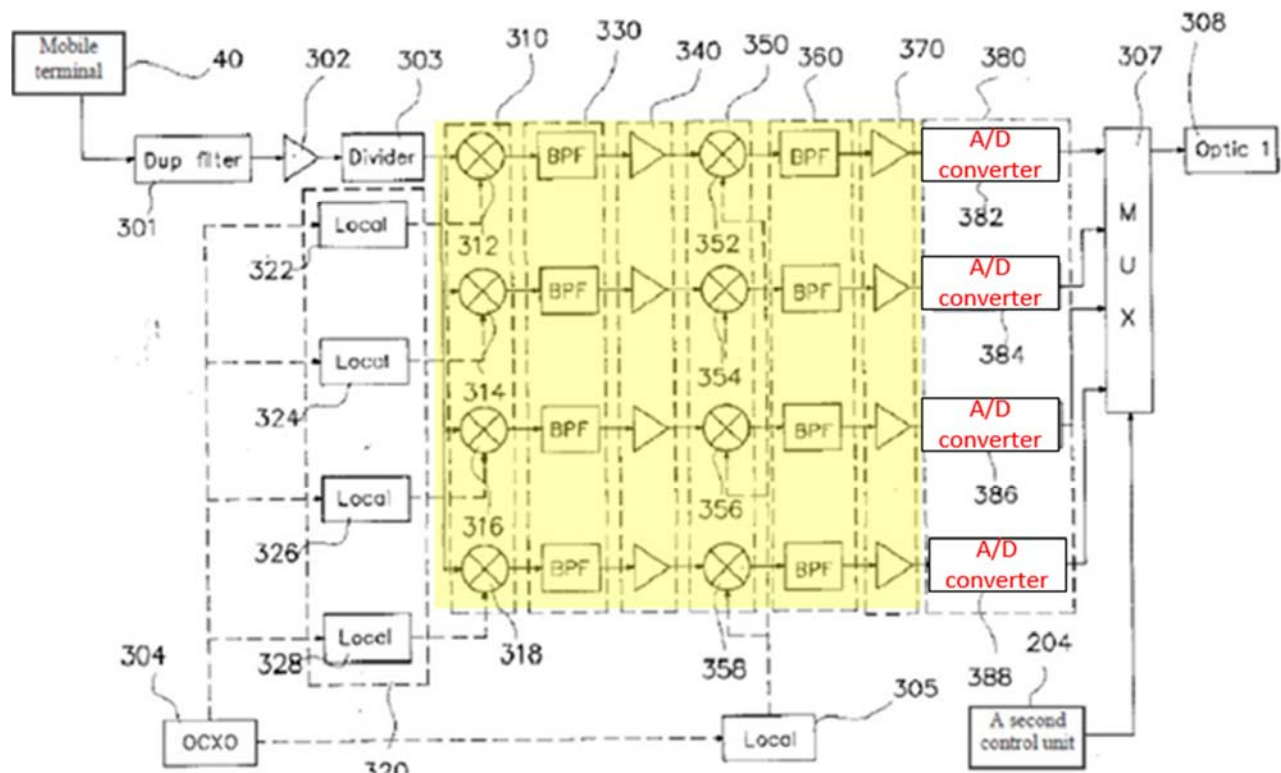 310
330
350
308
Mobile
terminal
40
302
303
340
360
370
380
307
Dup filter
Divider
BPF
BPF
A/D
converter
Optic 1
301
Local
312
352
382
322
BPF
BPF
A/D
converter
M
U
X
Local
314
354
384
324
BPF
BPF
A/D
converter
Local
316
356
386
326
BPF
BPF
A/D
converter
Local
328
318
358
388
204
304
305
OCXO
320
Local
A second
control unit